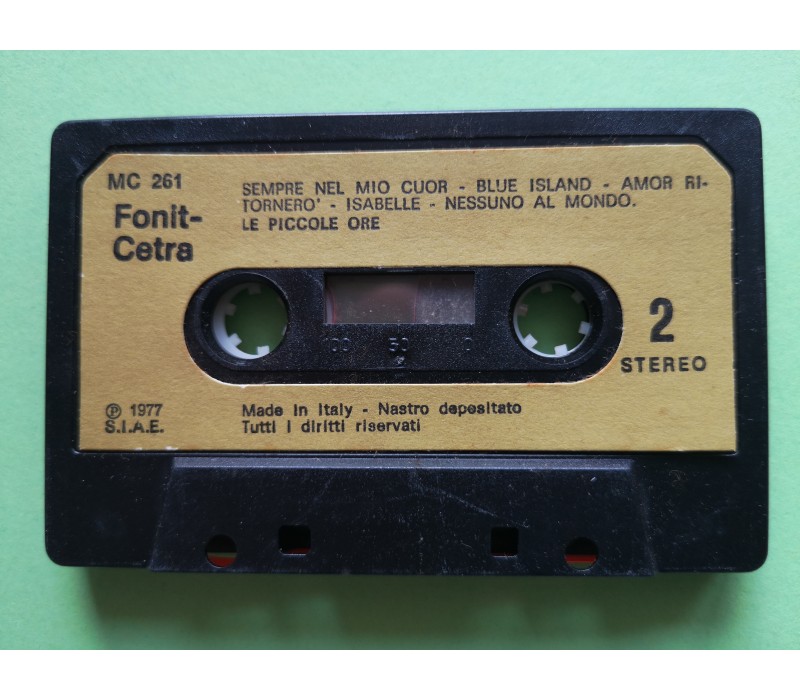 MC 261
Fonit-
Cetra
SEMPRE NEL MIO CUOR - BLUE ISLAND - AMOR RI-
TORNERO' - ISABELLE - NESSUNO AL MONDO.
LE PICCOLE ORE
100 50 0
2
STEREO
℗ 1977
S.I.A.E.
Made in Italy - Nastro depositato
Tutti i diritti riservati